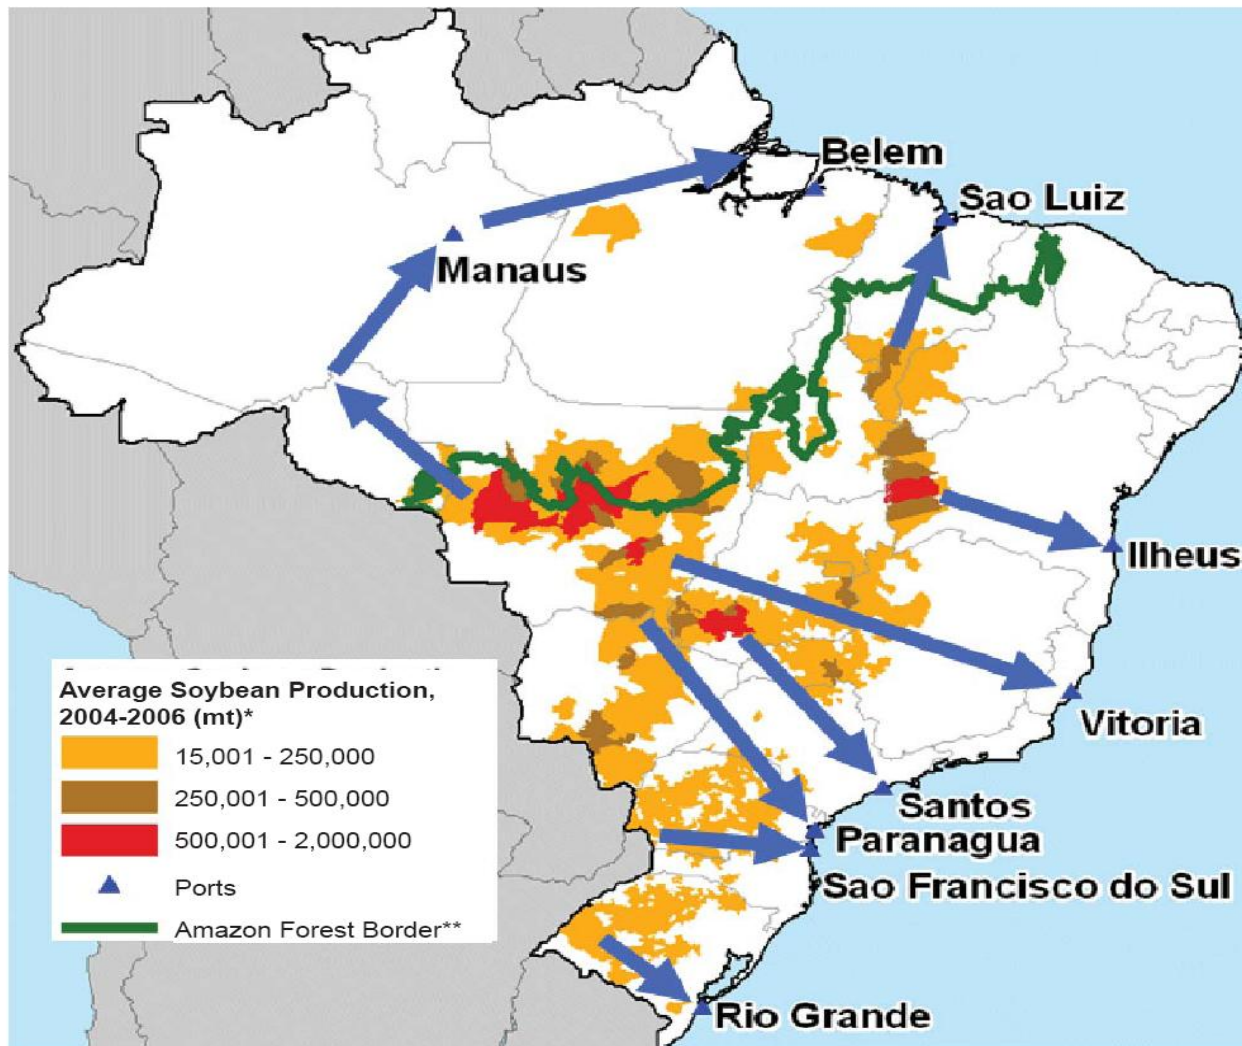 Belem
Sao Luiz
Manaus
Ilheus
Vitoria
Santos
Paranagua
Sao Francisco do Sul
Rio Grande
Average Soybean Production,
2004-2006 (mt)*
15,001 - 250,000
250,001 - 500,000
500,001 - 2,000,000
Ports
Amazon Forest Border**